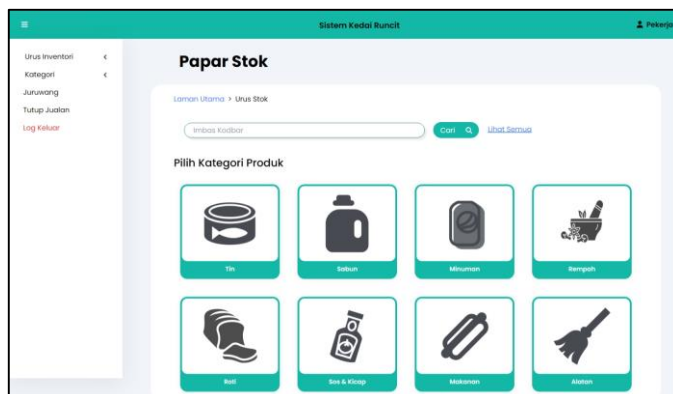 Sistem Kedai Runcit
Pekerja
Urus Inventori
Kategori
Juruwang
Tutup Jualan
Log Keluar
Papar Stok
Laman Utama > Urus Stok
Imbas Kodbar
Cari
Lihat Semua
Pilih Kategori Produk
Tin
Sabun
Minuman
Rempah
Roti
Sos & Kicap
Makanan
Alatan